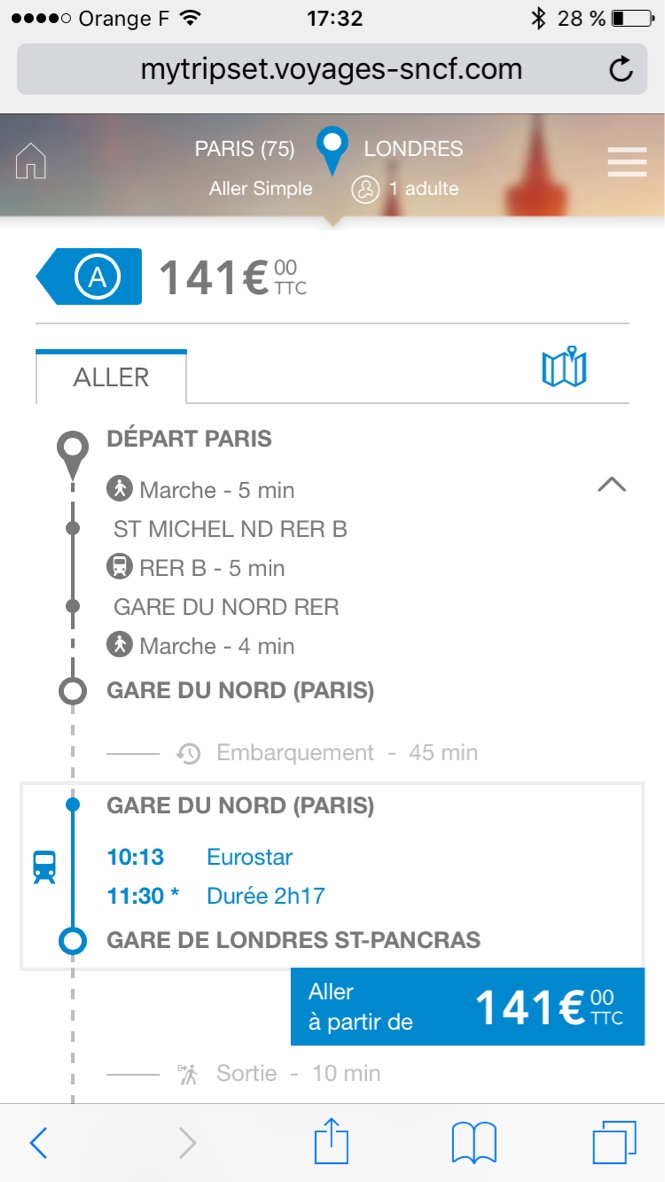 Orange F 17:32 28 %
mytripset.voyages-sncf.com
PARIS (75) LONDRES
Aller Simple 1 adulte
A 141€00 TTC
ALLER
DÉPART PARIS
Marche - 5 min
ST MICHEL ND RER B
RER B - 5 min
GARE DU NORD RER
Marche - 4 min
GARE DU NORD (PARIS)
Embarquement - 45 min
GARE DU NORD (PARIS)
10:13 Eurostar
11:30 * Durée 2h17
GARE DE LONDRES ST-PANCRAS
Aller
à partir de 141€00 TTC
Sortie - 10 min